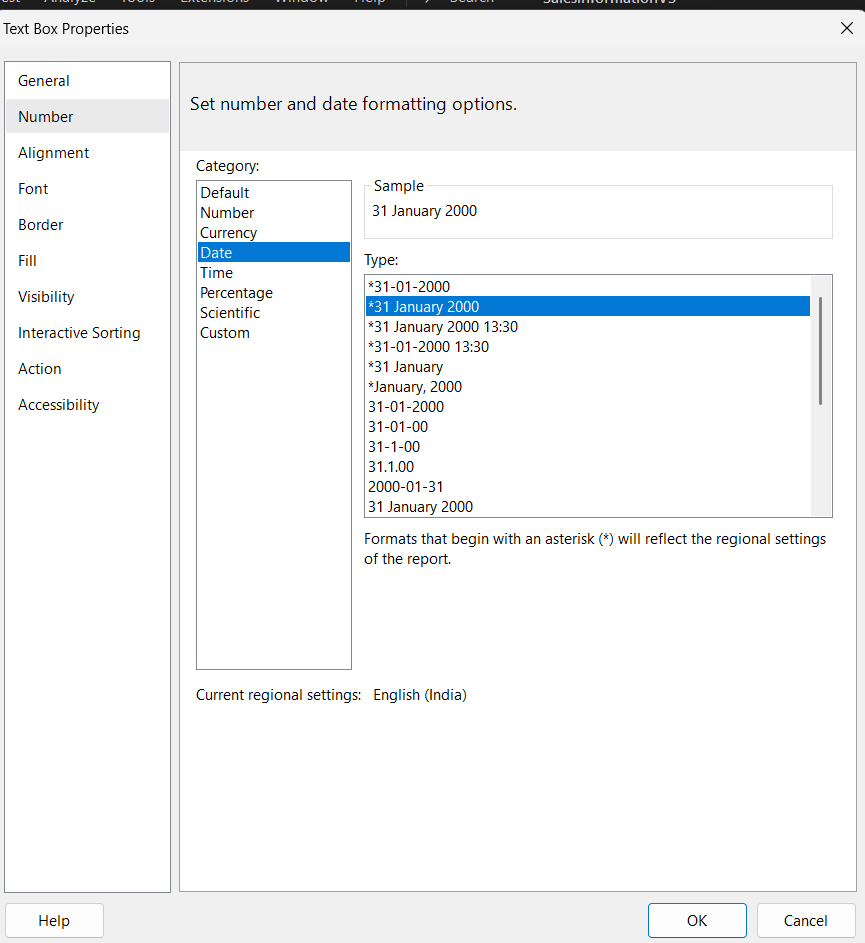 Analyze Tools Extensions Window Help Search SalesInformationV3
Text Box Properties
General
Number
Alignment
Font
Border
Fill
Visibility
Interactive Sorting
Action
Accessibility
Set number and date formatting options.
Category:
Default
Number
Currency
Date
Time
Percentage
Scientific
Custom
Sample
31 January 2000
Type:
*31-01-2000
*31 January 2000
*31 January 2000 13:30
*31-01-2000 13:30
*31 January
*January, 2000
31-01-2000
31-01-00
31-1-00
31.1.00
2000-01-31
31 January 2000
Formats that begin with an asterisk (*) will reflect the regional settings
of the report.
Current regional settings: English (India)
Help
OK
Cancel